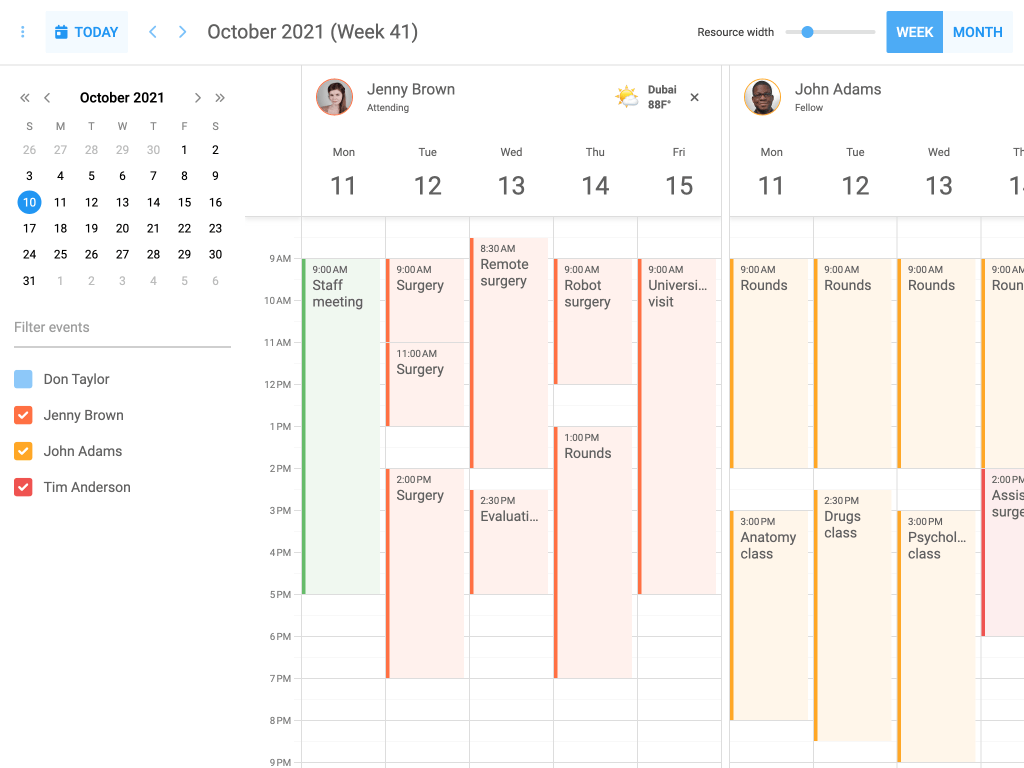 TODAY
October 2021 (Week 41)
Resource width
WEEK
MONTH
October 2021
S M T W T F S
26 27 28 29 30 1 2
3 4 5 6 7 8 9
10 11 12 13 14 15 16
17 18 19 20 21 22 23
24 25 26 27 28 29 30
31 1 2 3 4 5 6
Filter events
Don Taylor
Jenny Brown
John Adams
Tim Anderson
Jenny Brown
Attending
Dubai
88F°
John Adams
Fellow
Mon Tue Wed Thu Fri
11 12 13 14 15
Mon Tue Wed Th
11 12 13 1
9 AM
10 AM
11 AM
12 PM
1 PM
2 PM
3 PM
4 PM
5 PM
6 PM
7 PM
8 PM
9 PM
9:00 AM
Staff
meeting
9:00 AM
Surgery
11:00 AM
Surgery
2:00 PM
Surgery
8:30 AM
Remote
surgery
2:30 PM
Evaluati…
9:00 AM
Robot
surgery
1:00 PM
Rounds
9:00 AM
Universi…
visit
9:00 AM
Rounds
3:00 PM
Anatomy
class
9:00 AM
Rounds
2:30 PM
Drugs
class
9:00 AM
Rounds
3:00 PM
Psychol…
class
9:00 AM
Roun
2:00 PM
Assis
surge